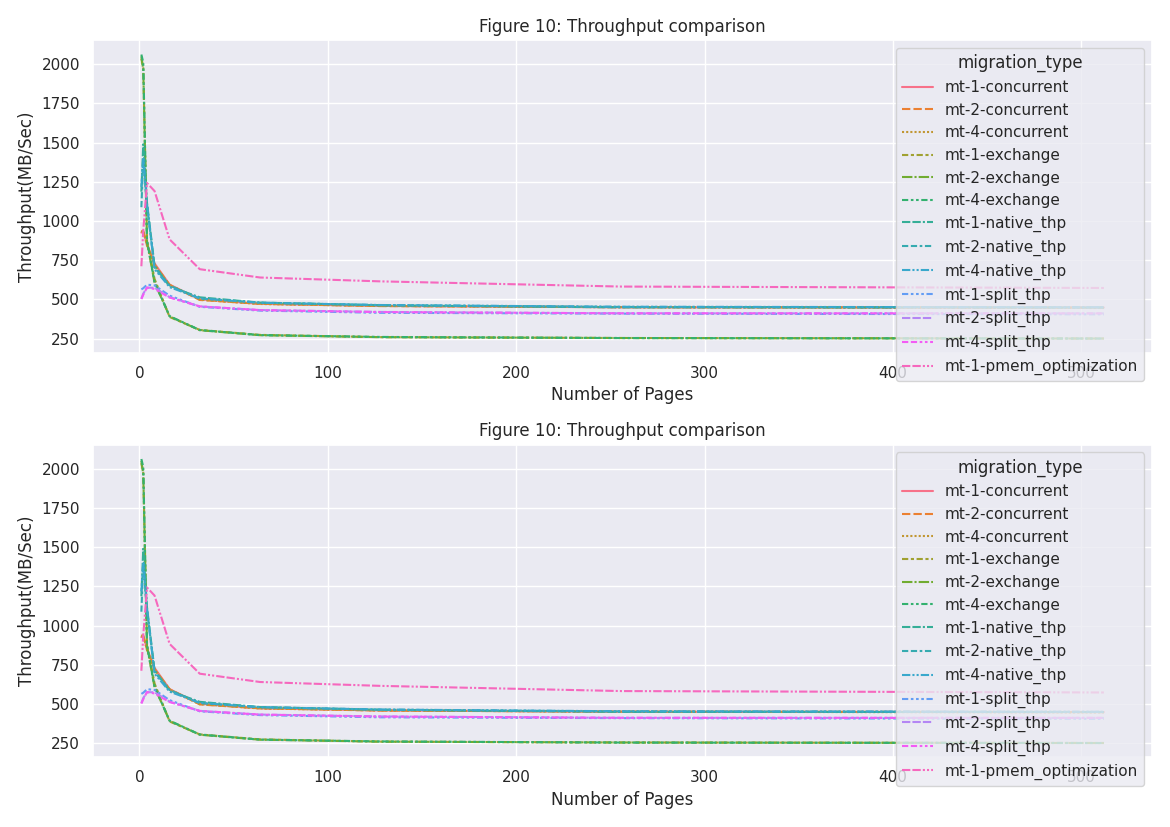 Figure 10: Throughput comparison
Throughput(MB/Sec)
2000
1750
1500
1250
1000
750
500
250
0
100
200
300
400
500
Number of Pages
migration_type
mt-1-concurrent
mt-2-concurrent
mt-4-concurrent
mt-1-exchange
mt-2-exchange
mt-4-exchange
mt-1-native_thp
mt-2-native_thp
mt-4-native_thp
mt-1-split_thp
mt-2-split_thp
mt-4-split_thp
mt-1-pmem_optimization
Figure 10: Throughput comparison
Throughput(MB/Sec)
2000
1750
1500
1250
1000
750
500
250
0
100
200
300
400
500
Number of Pages
migration_type
mt-1-concurrent
mt-2-concurrent
mt-4-concurrent
mt-1-exchange
mt-2-exchange
mt-4-exchange
mt-1-native_thp
mt-2-native_thp
mt-4-native_thp
mt-1-split_thp
mt-2-split_thp
mt-4-split_thp
mt-1-pmem_optimization